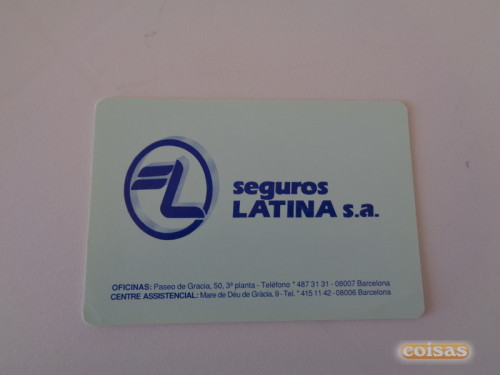 seguros
LATINA s.a.
OFICINAS: Paseo de Gracia, 50, 3ª planta - Teléfono * 487 31 31 - 08007 Barcelona
CENTRE ASSISTENCIAL: Mare de Déu de Gràcia, 9 - Tel. * 415 11 42 - 08006 Barcelona
coisas